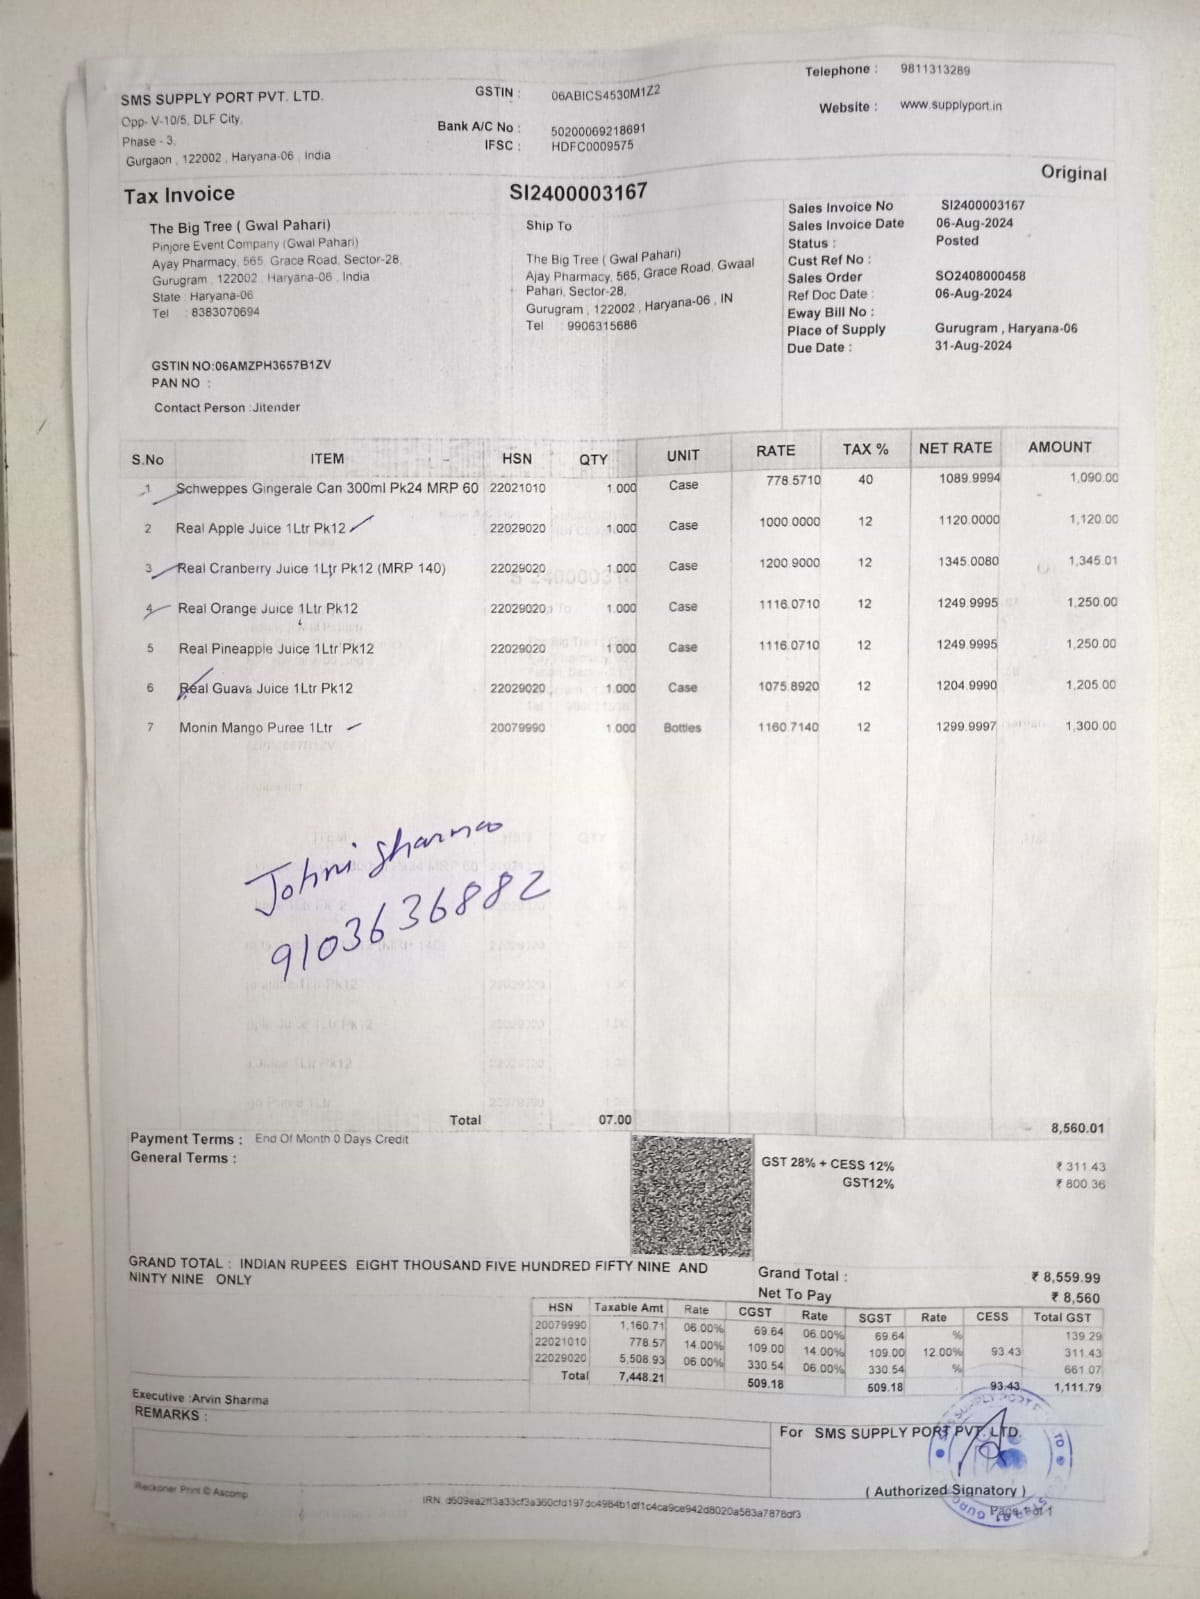 SMS SUPPLY PORT PVT. LTD.
Opp- V-10/5, DLF City,
Phase - 3,
Gurgaon , 122002 , Haryana-06 , India
GSTIN : 06ABICS4530M1Z2
Bank A/C No : 50200069218691
IFSC : HDFC0009575
Telephone : 9811313289
Website : www.supplyport.in
Original
Tax Invoice
SI2400003167
The Big Tree ( Gwal Pahari)
Pinjore Event Company (Gwal Pahari)
Ayay Pharmacy, 565, Grace Road, Sector-28,
Gurugram , 122002 , Haryana-06 , India
State : Haryana-06
Tel : 8383070694
GSTIN NO:06AMZPH3657B1ZV
PAN NO :
Contact Person :Jitender
Ship To
The Big Tree ( Gwal Pahari)
Ajay Pharmacy, 565, Grace Road, Gwaal
Pahari, Sector-28,
Gurugram , 122002 , Haryana-06 , IN
Tel : 9906315686
Sales Invoice No SI2400003167
Sales Invoice Date 06-Aug-2024
Status : Posted
Cust Ref No :
Sales Order SO2408000458
Ref Doc Date : 06-Aug-2024
Eway Bill No :
Place of Supply Gurugram , Haryana-06
Due Date : 31-Aug-2024
S.No ITEM HSN QTY UNIT RATE TAX % NET RATE AMOUNT
1 Schweppes Gingerale Can 300ml Pk24 MRP 60 22021010 1.000 Case 778.5710 40 1089.9994 1,090.00
2 Real Apple Juice 1Ltr Pk12 22029020 1.000 Case 1000.0000 12 1120.0000 1,120.00
3 Real Cranberry Juice 1Ltr Pk12 (MRP 140) 22029020 1.000 Case 1200.9000 12 1345.0080 1,345.01
4 Real Orange Juice 1Ltr Pk12 22029020 1.000 Case 1116.0710 12 1249.9995 1,250.00
5 Real Pineapple Juice 1Ltr Pk12 22029020 1.000 Case 1116.0710 12 1249.9995 1,250.00
6 Real Guava Juice 1Ltr Pk12 22029020 1.000 Case 1075.8920 12 1204.9990 1,205.00
7 Monin Mango Puree 1Ltr 20079990 1.000 Bottles 1160.7140 12 1299.9997 1,300.00
Johni Sharma
9103636882
Total 07.00 8,560.01
Payment Terms : End Of Month 0 Days Credit
General Terms :
GST 28% + CESS 12% ₹ 311.43
GST12% ₹ 800.36
GRAND TOTAL : INDIAN RUPEES EIGHT THOUSAND FIVE HUNDRED FIFTY NINE AND
NINTY NINE ONLY
Grand Total : ₹ 8,559.99
Net To Pay ₹ 8,560
HSN Taxable Amt Rate CGST Rate SGST Rate CESS Total GST
20079990 1,160.71 06.00% 69.64 06.00% 69.64 % 139.29
22021010 778.57 14.00% 109.00 14.00% 109.00 12.00% 93.43 311.43
22029020 5,508.93 06.00% 330.54 06.00% 330.54 % 661.07
Total 7,448.21 509.18 509.18 93.43 1,111.79
Executive :Arvin Sharma
REMARKS :
For SMS SUPPLY PORT PVT. LTD.
( Authorized Signatory )
Reckoner Print © Ascomp
Page 1 of 1